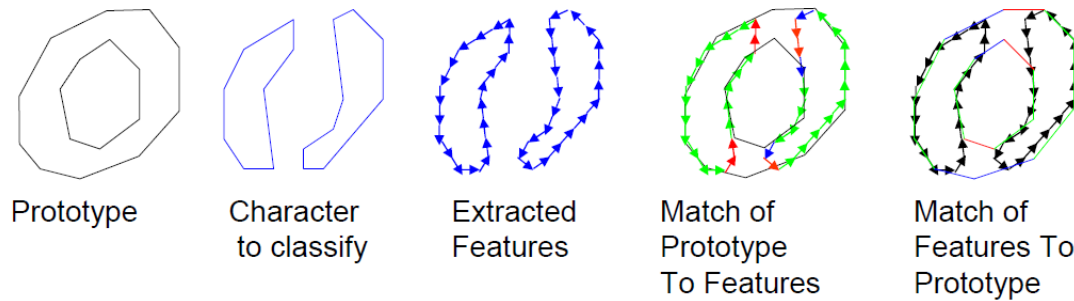 Prototype
Character
to classify
Extracted
Features
Match of
Prototype
To Features
Match of
Features To
Prototype